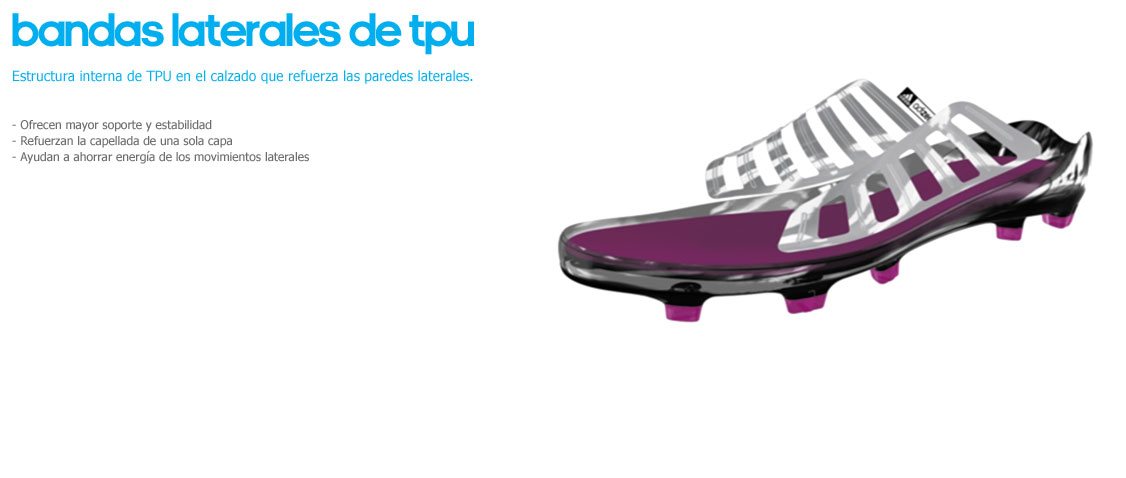 bandas laterales de tpu
Estructura interna de TPU en el calzado que refuerza las paredes laterales.
- Ofrecen mayor soporte y estabilidad
- Refuerzan la capellada de una sola capa
- Ayudan a ahorrar energía de los movimientos laterales